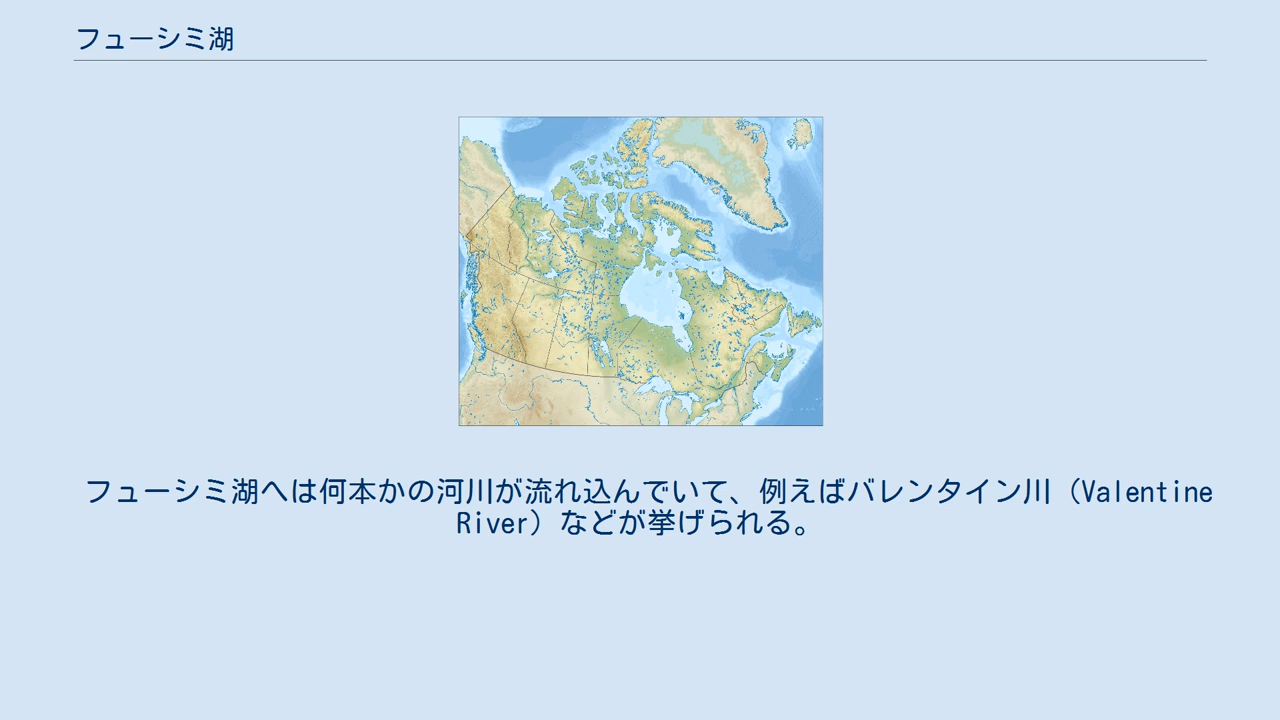 フューシミ湖
フューシミ湖へは何本かの河川が流れ込んでいて、例えばバレンタイン川（Valentine
River）などが挙げられる。